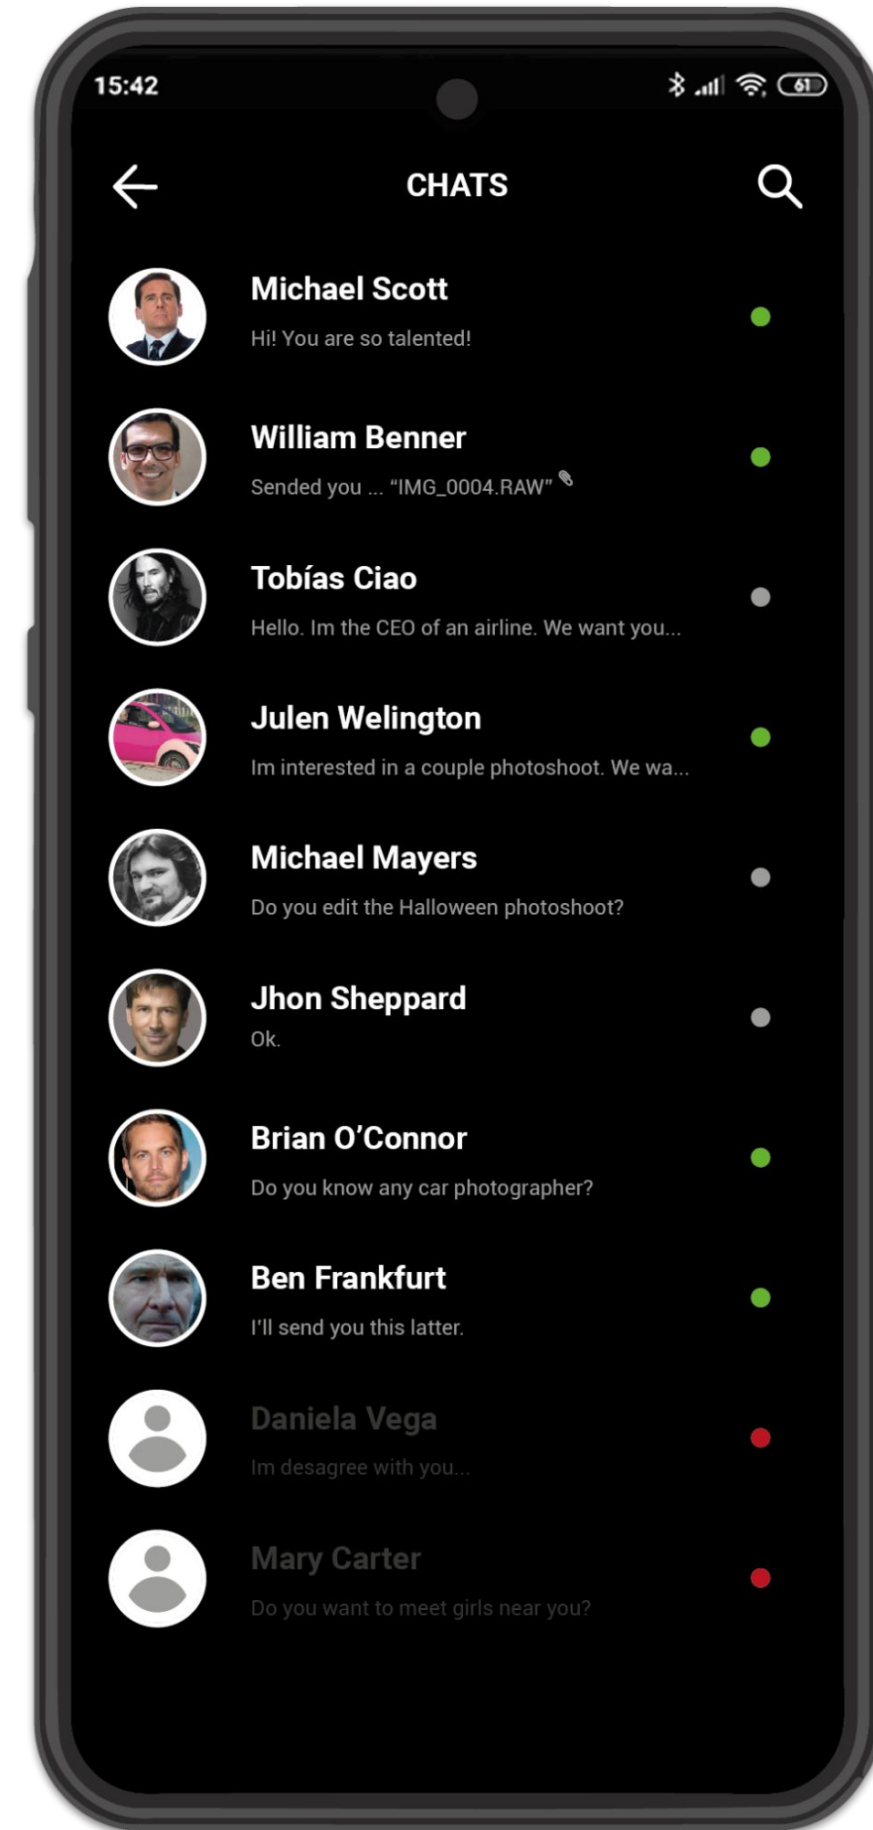 15:42
61
CHATS
Michael Scott
Hi! You are so talented!
William Benner
Sended you ... “IMG_0004.RAW”
Tobías Ciao
Hello. Im the CEO of an airline. We want you...
Julen Welington
Im interested in a couple photoshoot. We wa...
Michael Mayers
Do you edit the Halloween photoshoot?
Jhon Sheppard
Ok.
Brian O’Connor
Do you know any car photographer?
Ben Frankfurt
I’ll send you this latter.
Daniela Vega
Im desagree with you...
Mary Carter
Do you want to meet girls near you?